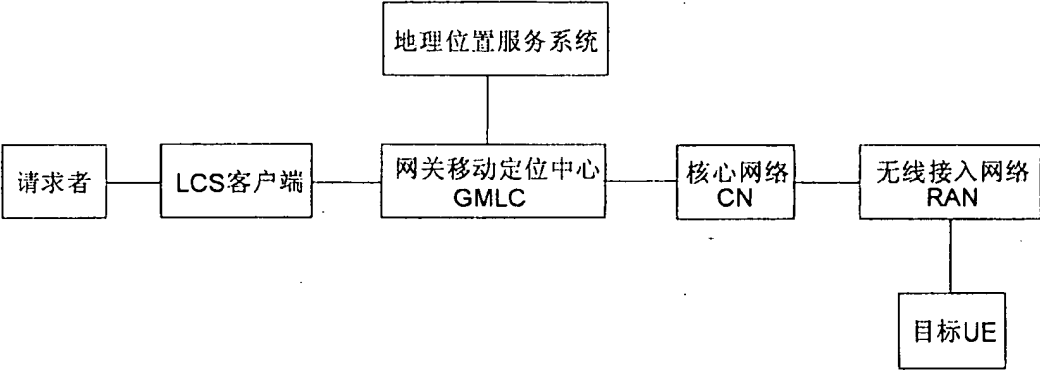 地理位置服务系统
请求者
LCS客户端
网关移动定位中心
GMLC
核心网络
CN
无线接入网络
RAN
目标UE